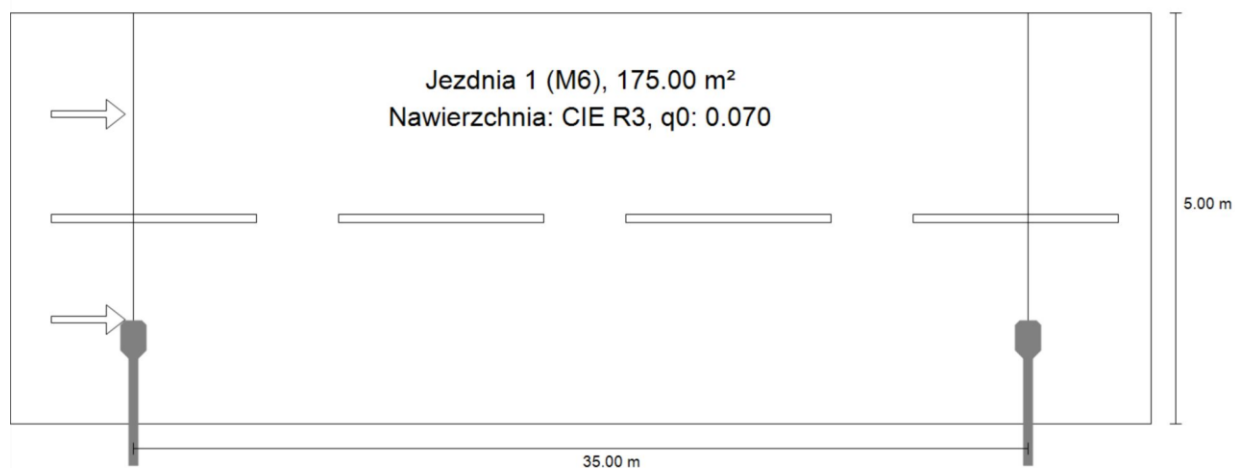 Jezdnia 1 (M6), 175.00 m²
Nawierzchnia: CIE R3, q0: 0.070
5.00 m
35.00 m